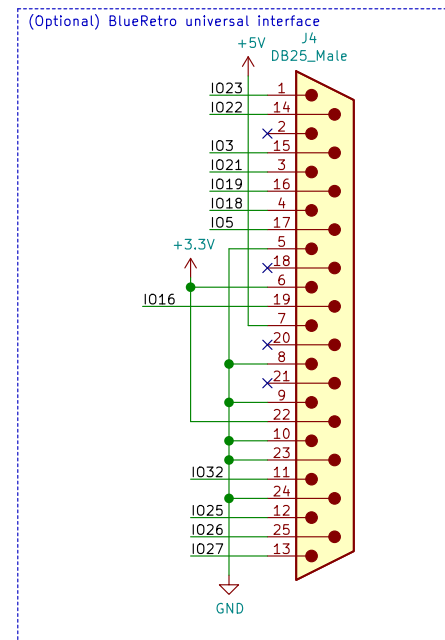 (Optional) BlueRetro universal interface
J4
+5V
DB25_Male
IO23 1
IO22 14
2
IO3 15
IO21 3
IO19 16
IO18 4
IO5 17
+3.3V 5
18
6
IO16 19
7
20
8
21
9
22
10
23
IO32 11
24
IO25 12
IO26 25
IO27 13
GND